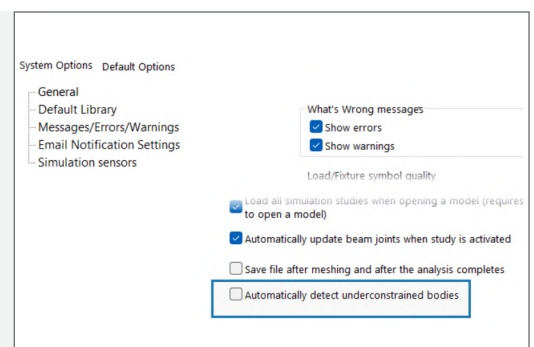 System Options Default Options
General
Default Library
Messages/Errors/Warnings
Email Notification Settings
Simulation sensors
What's Wrong messages
Show errors
Show warnings
Load/Fixture symbol quality
Load all simulation studies when opening a model (requires
to open a model)
Automatically update beam joints when study is activated
Save file after meshing and after the analysis completes
Automatically detect underconstrained bodies